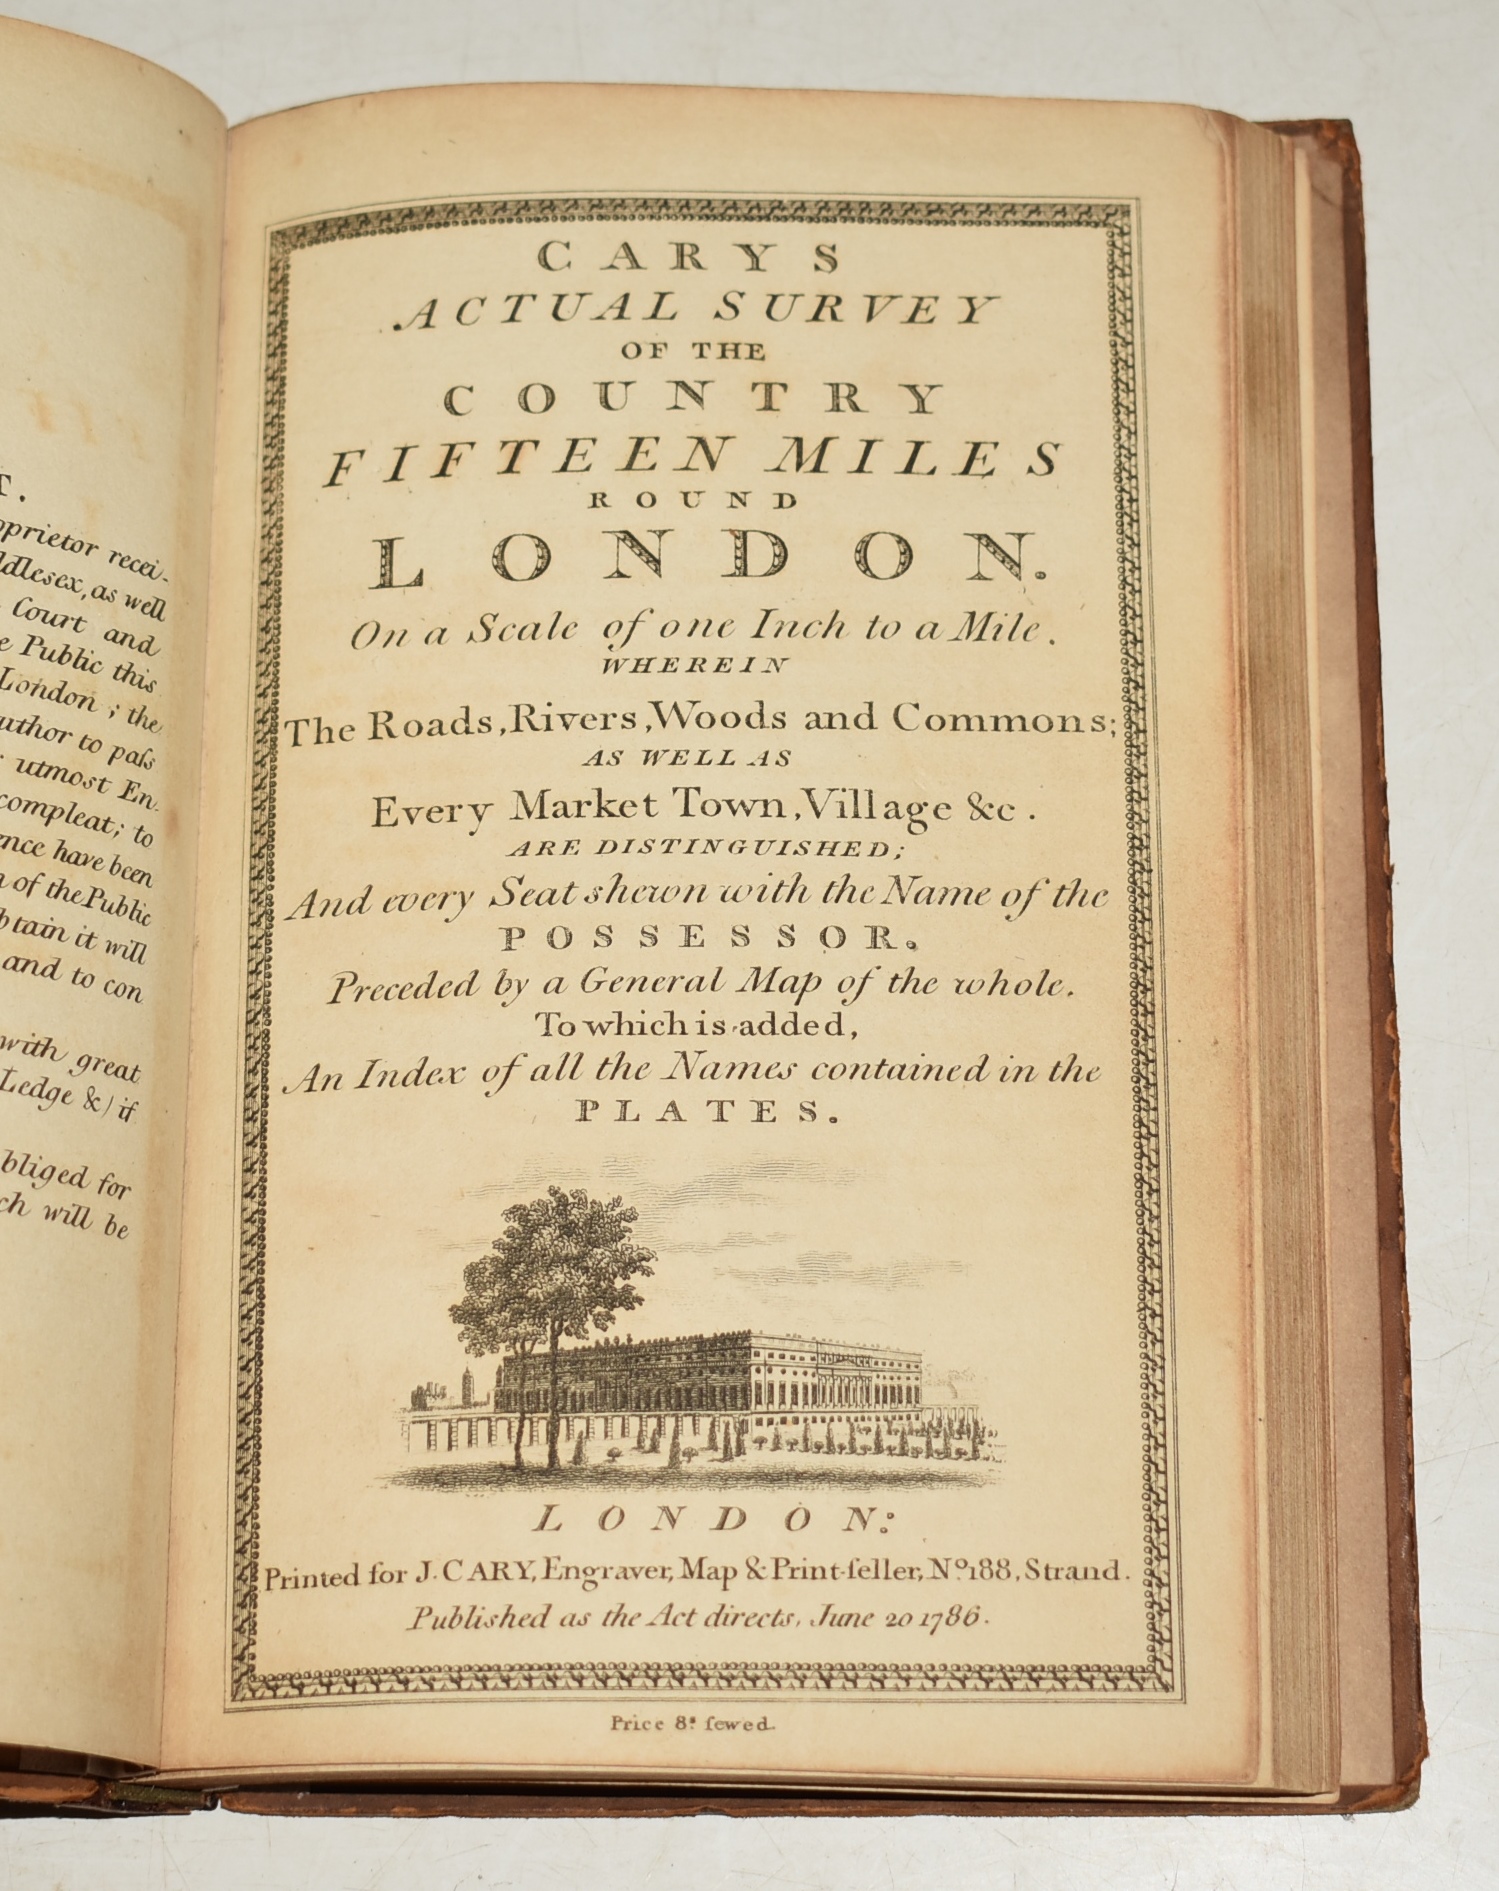 T.
oprietor recei-
ddlesex, as well
Court and
e Public this
London; the
uthor to paſs
utmost En-
compleat; to
ence have been
of the Public
btain it will
and to con
with great
Ledge &c) if
bliged for
ch will be
CARYS
ACTUAL SURVEY
OF THE
COUNTRY
FIFTEEN MILES
ROUND
LONDON.
On a Scale of one Inch to a Mile.
WHEREIN
The Roads, Rivers, Woods and Commons;
AS WELL AS
Every Market Town, Village &c.
ARE DISTINGUISHED;
And every Seat shewn with the Name of the
POSSESSOR.
Preceded by a General Map of the whole.
To which is added,
An Index of all the Names contained in the
PLATES.
LONDON:
Printed for J. CARY, Engraver, Map & Print-ſeller, Nº 188, Strand.
Published as the Act directs, June 20 1786.
Price 8ˢ ſewed.